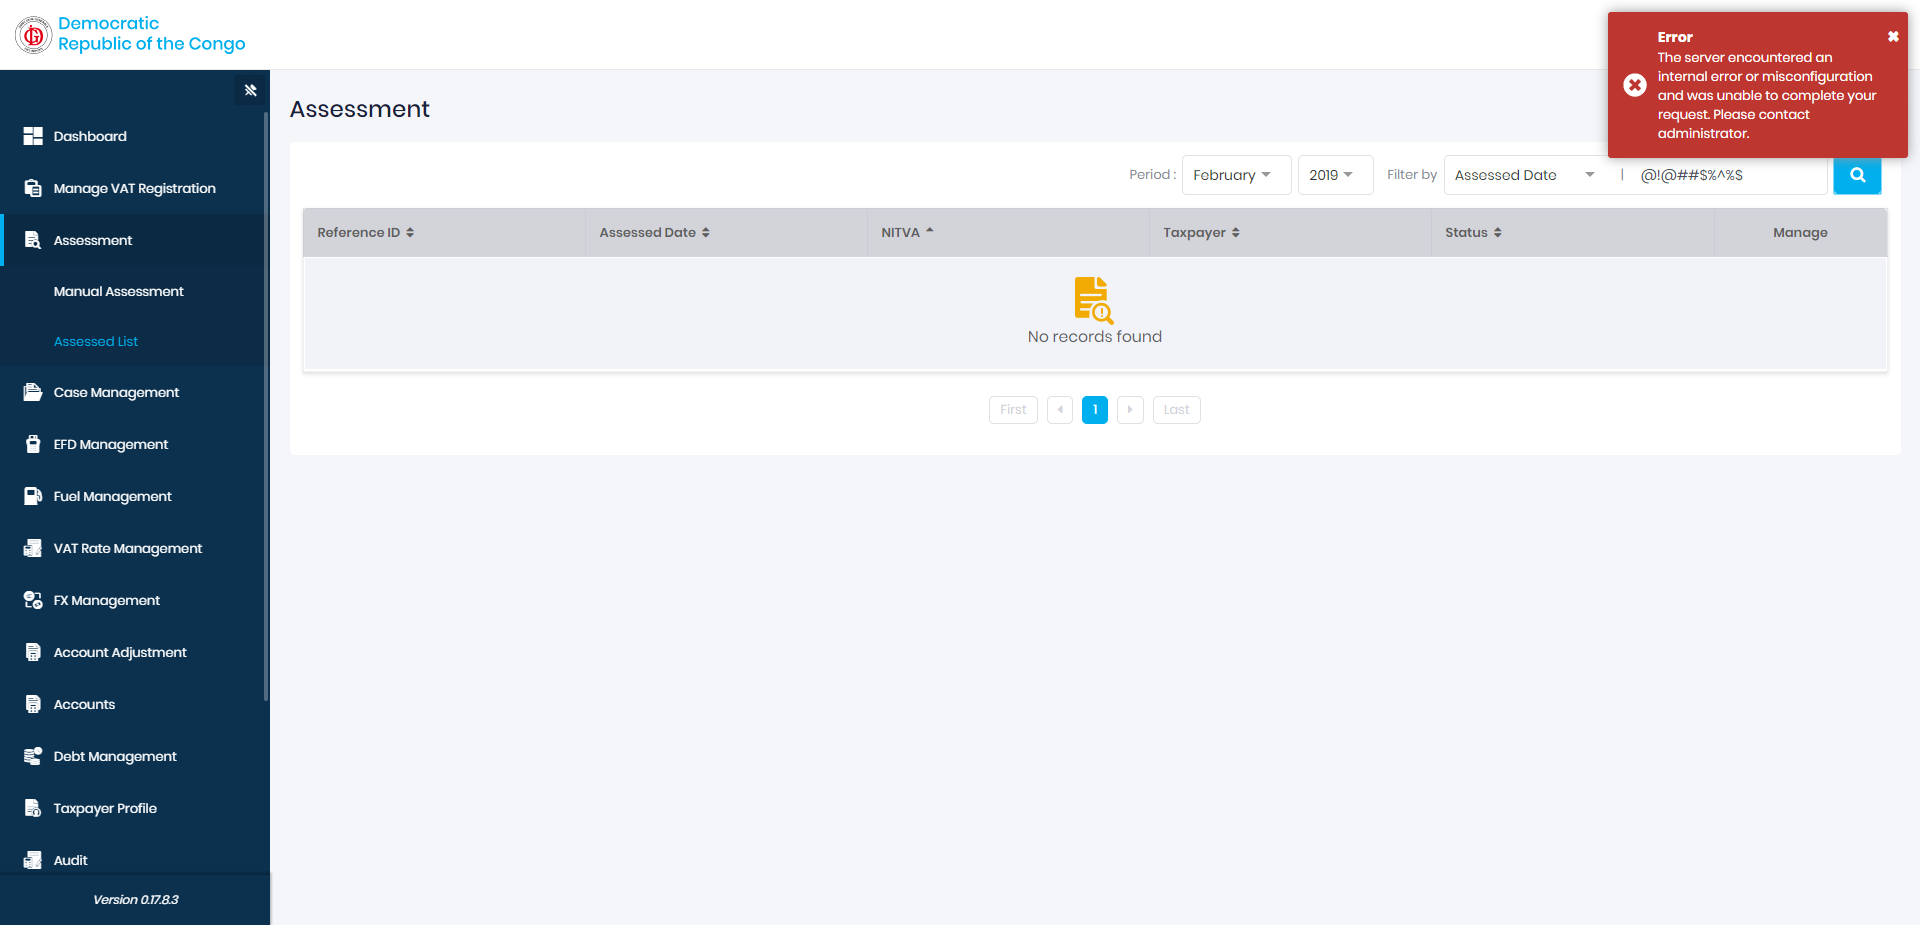 Democratic
Republic of the Congo
Error
The server encountered an
internal error or misconfiguration
and was unable to complete your
request. Please contact
administrator.
Dashboard
Manage VAT Registration
Assessment
Manual Assessment
Assessed List
Case Management
EFD Management
Fuel Management
VAT Rate Management
FX Management
Account Adjustment
Accounts
Debt Management
Taxpayer Profile
Audit
Version 0.17.8.3
Assessment
Period : February 2019 Filter by Assessed Date | @!@##$%^%$
Reference ID Assessed Date NITVA Taxpayer Status Manage
No records found
First 1 Last